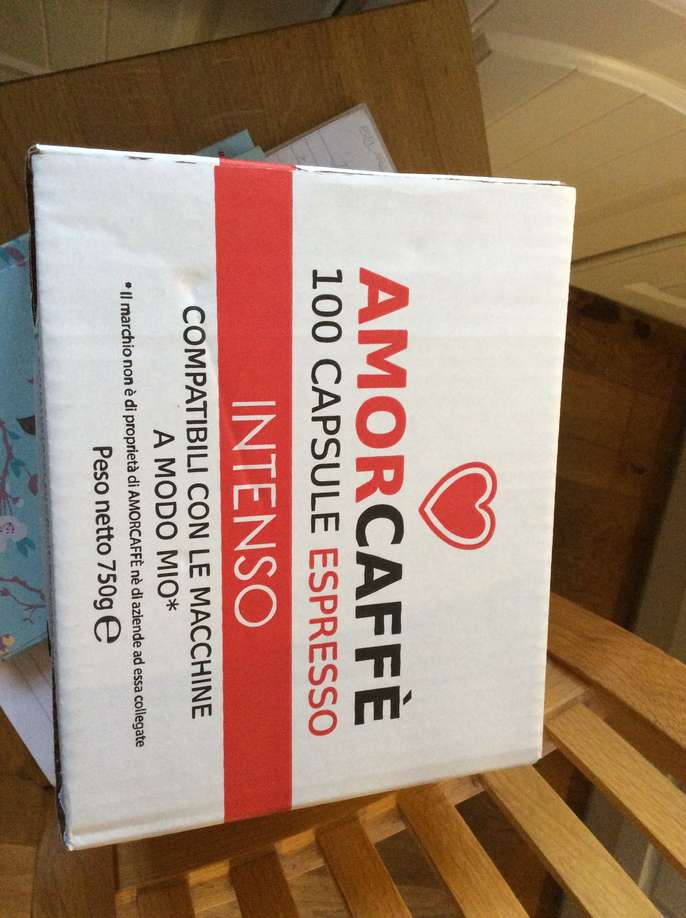 AMORCAFFÈ
100 CAPSULE ESPRESSO
INTENSO
COMPATIBILI CON LE MACCHINE
A MODO MIO*
*Il marchio non è di proprietà di AMORCAFFÈ nè di aziende ad essa collegate
Peso netto 750g ℮